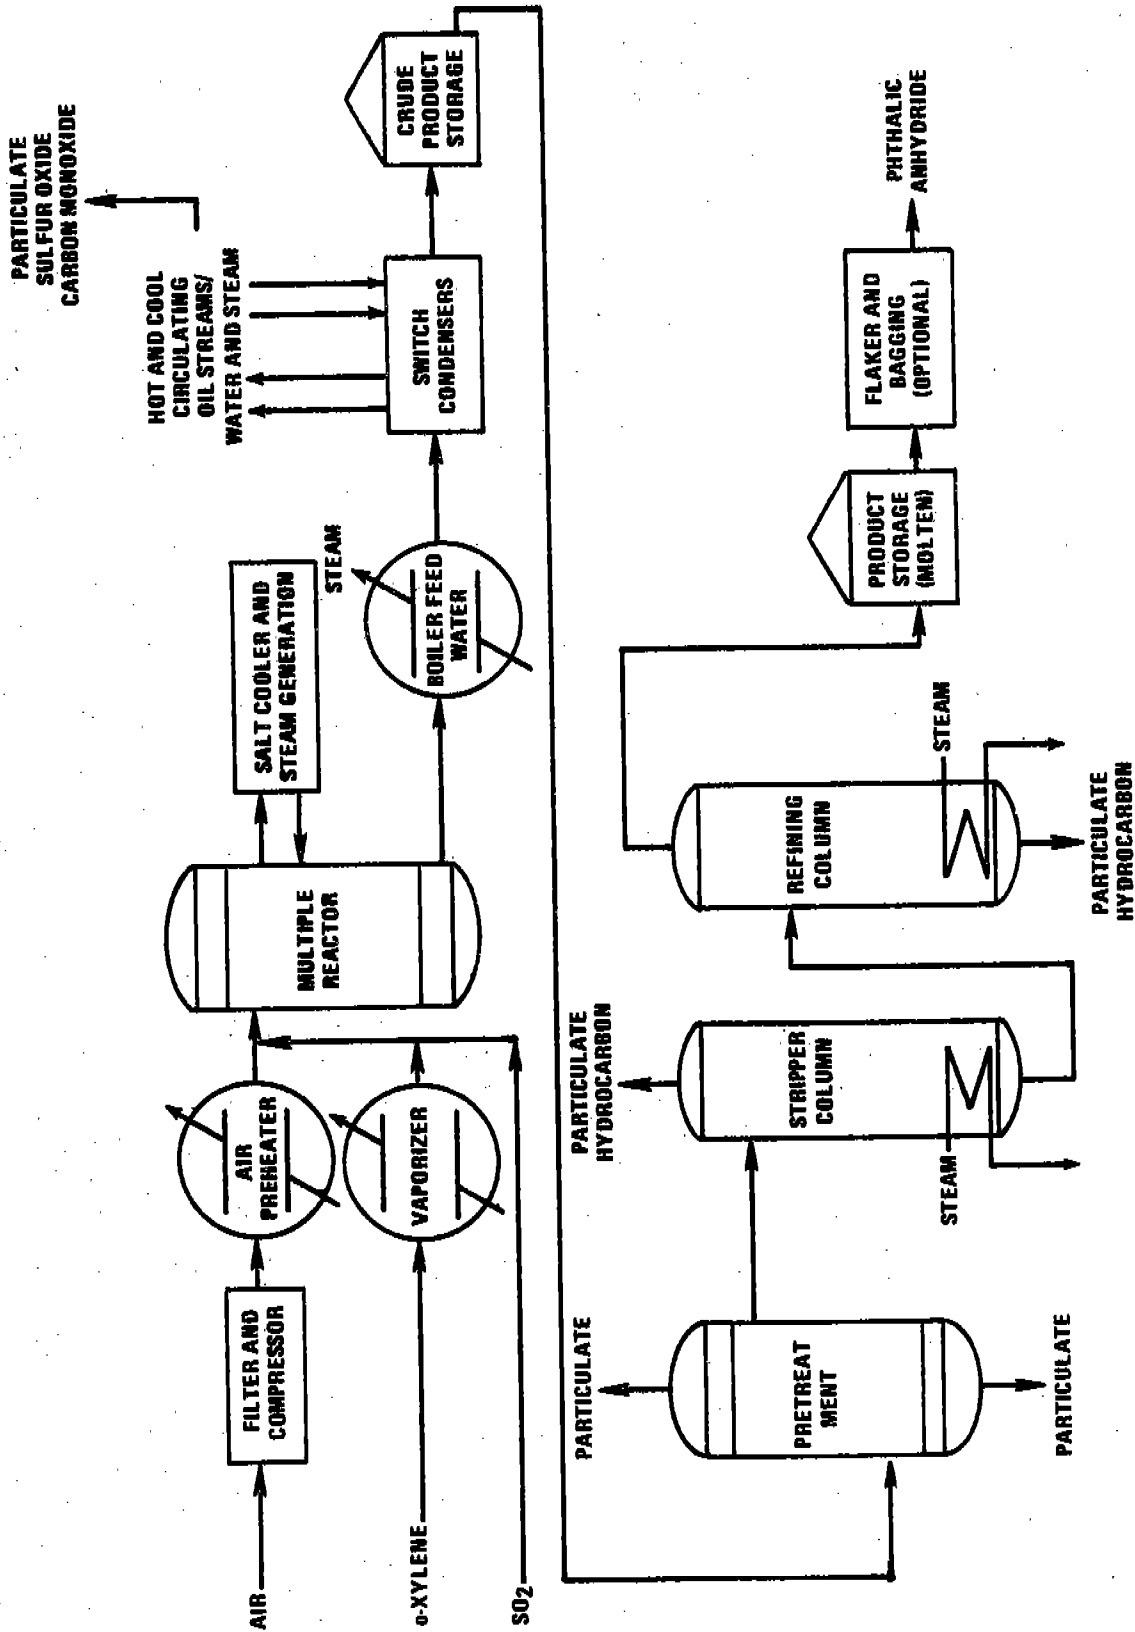 PARTICULATE
SULFUR OXIDE
CARBON MONOXIDE
HOT AND COOL
CIRCULATING
OIL STREAMS/
WATER AND STEAM
SALT COOLER AND
STEAM GENERATION
STEAM
AIR
FILTER AND
COMPRESSOR
AIR
PREHEATER
MULTIPLE
REACTOR
BOILER FEED
WATER
SWITCH
CONDENSERS
CRUDE
PRODUCT
STORAGE
o-XYLENE
VAPORIZER
SO2
PARTICULATE
PARTICULATE
HYDROCARBON
PRETREAT
MENT
STRIPPER
COLUMN
REFINING
COLUMN
PRODUCT
STORAGE
(MOLTEN)
FLAKER AND
BAGGING
(OPTIONAL)
PHTHALIC
ANHYDRIDE
STEAM
STEAM
PARTICULATE
PARTICULATE
HYDROCARBON